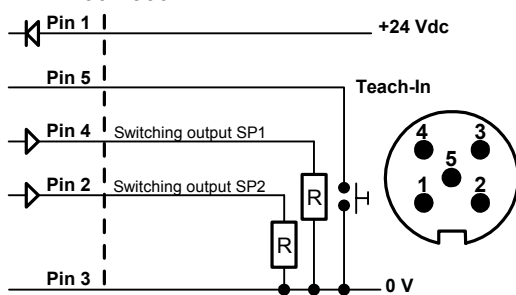 Pin 1
+24 Vdc
Pin 5
Teach-In
Pin 4 Switching output SP1
Pin 2 Switching output SP2
R
R
Pin 3
0 V
4 3
5
1 2